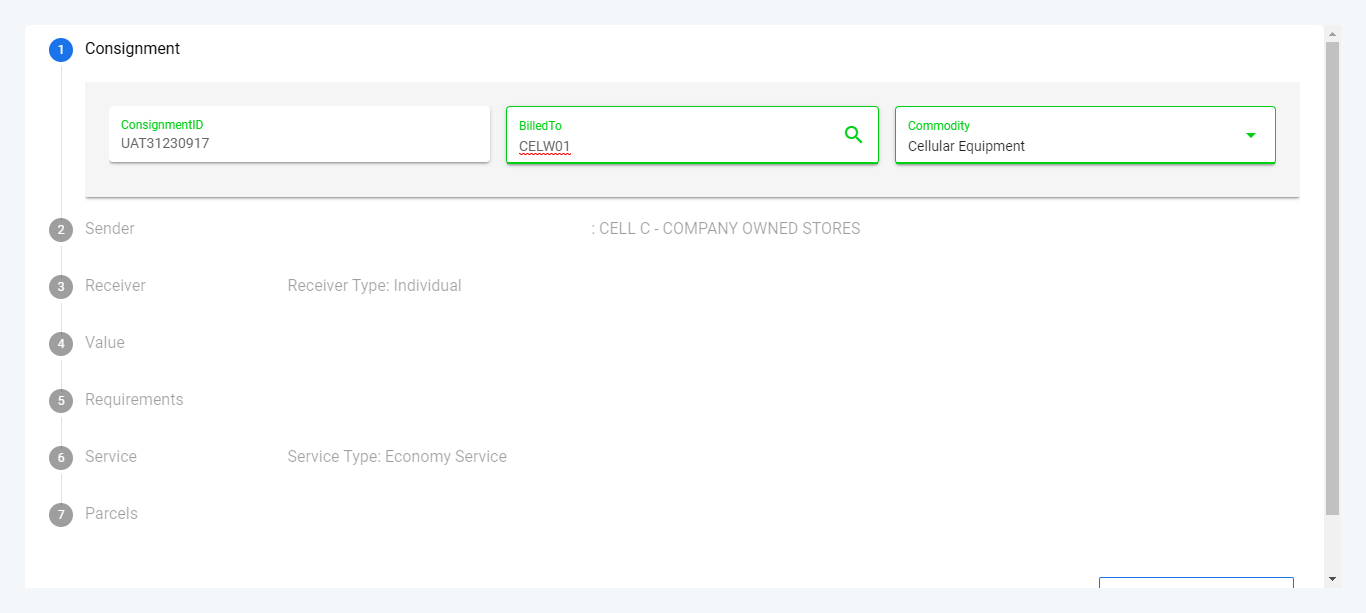 1 Consignment
ConsignmentID
UAT31230917
BilledTo
CELW01
Commodity
Cellular Equipment
2 Sender : CELL C - COMPANY OWNED STORES
3 Receiver Receiver Type: Individual
4 Value
5 Requirements
6 Service Service Type: Economy Service
7 Parcels